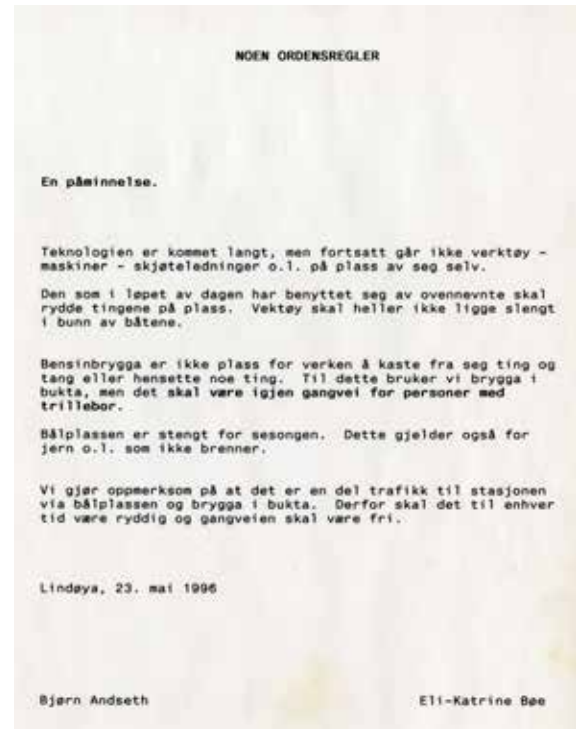 NOEN ORDENSREGLER
En påminnelse.
Teknologien er kommet langt, men fortsatt går ikke verktøy -
maskiner - skjøteledninger o.l. på plass av seg selv.
Den som i løpet av dagen har benyttet seg av ovennevnte skal
rydde tingene på plass. Vektøy skal heller ikke ligge slengt
i bunn av båtene.
Bensinbrygga er ikke plass for verken å kaste fra seg ting og
tang eller hensette noe ting. Til dette bruker vi brygga i
bukta, men det skal være igjen gangvei for personer med
trillebor.
Bålplassen er stengt for sesongen. Dette gjelder også for
jern o.l. som ikke brenner.
Vi gjør oppmerksom på at det er en del trafikk til stasjonen
via bålplassen og brygga i bukta. Derfor skal det til enhver
tid være ryddig og gangveien skal være fri.
Lindøya, 23. mai 1996
Bjørn Andseth Eli-Katrine Bøe